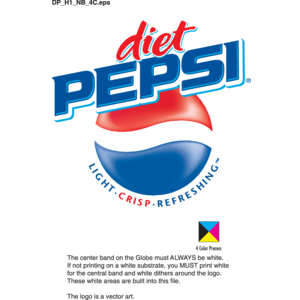 DP_H1_NB_4C.eps
diet
PEPSI®
LIGHT·CRISP·REFRESHING™
4 Color Process
The center band on the Globe must ALWAYS be white.
If not printing on a white substrate, you MUST print white
for the central band and white dithers around the logo.
These white areas are built into this file.
The logo is a vector art.